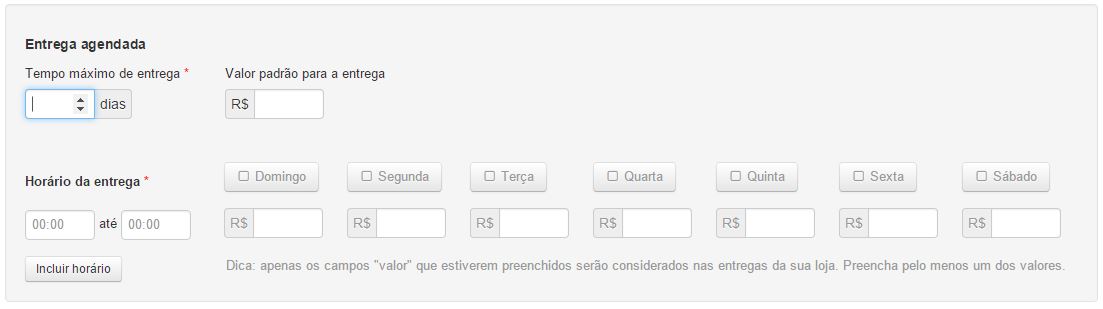 Entrega agendada
Tempo máximo de entrega * Valor padrão para a entrega
dias R$
Horário da entrega * Domingo Segunda Terça Quarta Quinta Sexta Sábado
00:00 até 00:00 R$ R$ R$ R$ R$ R$ R$
Incluir horário Dica: apenas os campos "valor" que estiverem preenchidos serão considerados nas entregas da sua loja. Preencha pelo menos um dos valores.